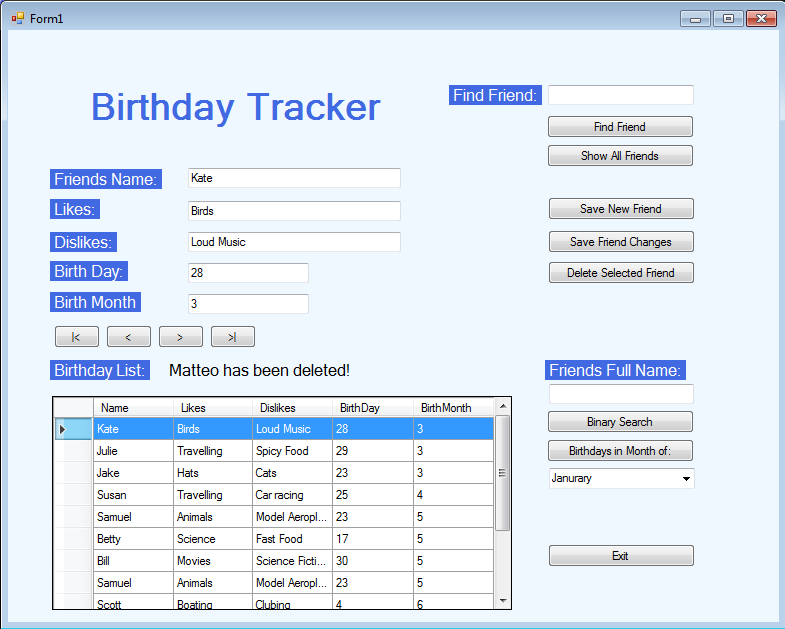 Form1
Birthday Tracker
Find Friend:
Find Friend
Show All Friends
Friends Name: Kate
Likes: Birds
Save New Friend
Dislikes: Loud Music
Save Friend Changes
Birth Day: 28
Delete Selected Friend
Birth Month 3
|< < > >|
Birthday List: Matteo has been deleted!
Friends Full Name:
Name Likes Dislikes BirthDay BirthMonth
Kate Birds Loud Music 28 3
Julie Travelling Spicy Food 29 3
Jake Hats Cats 23 3
Susan Travelling Car racing 25 4
Samuel Animals Model Aeropl... 23 5
Betty Science Fast Food 17 5
Bill Movies Science Ficti... 30 5
Samuel Animals Model Aeropl... 23 5
Scott Boating Clubing 4 6
Binary Search
Birthdays in Month of:
Janurary
Exit